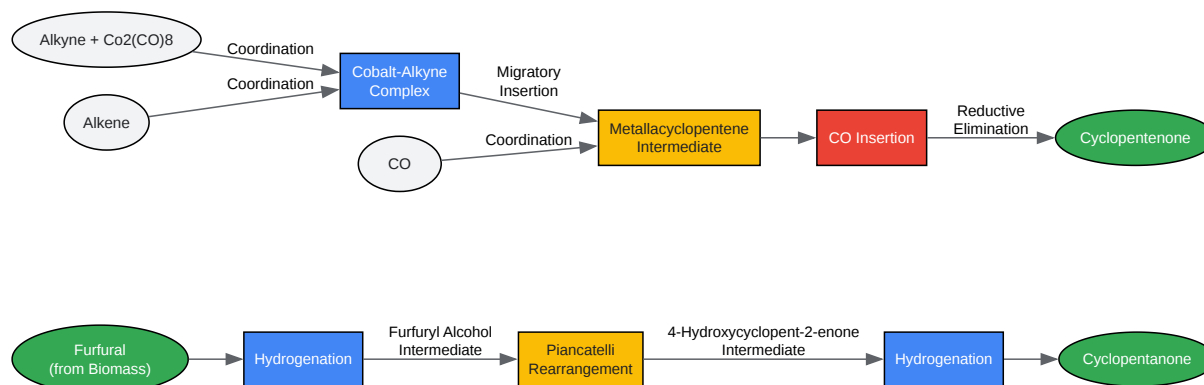 Alkyne + Co2(CO)8
Coordination
Alkene
Coordination
Cobalt-Alkyne
Complex
Migratory
Insertion
CO
Coordination
Metallacyclopentene
Intermediate
CO Insertion
Reductive
Elimination
Cyclopentenone
Furfural
(from Biomass)
Hydrogenation
Furfuryl Alcohol
Intermediate
Piancatelli
Rearrangement
4-Hydroxycyclopent-2-enone
Intermediate
Hydrogenation
Cyclopentanone